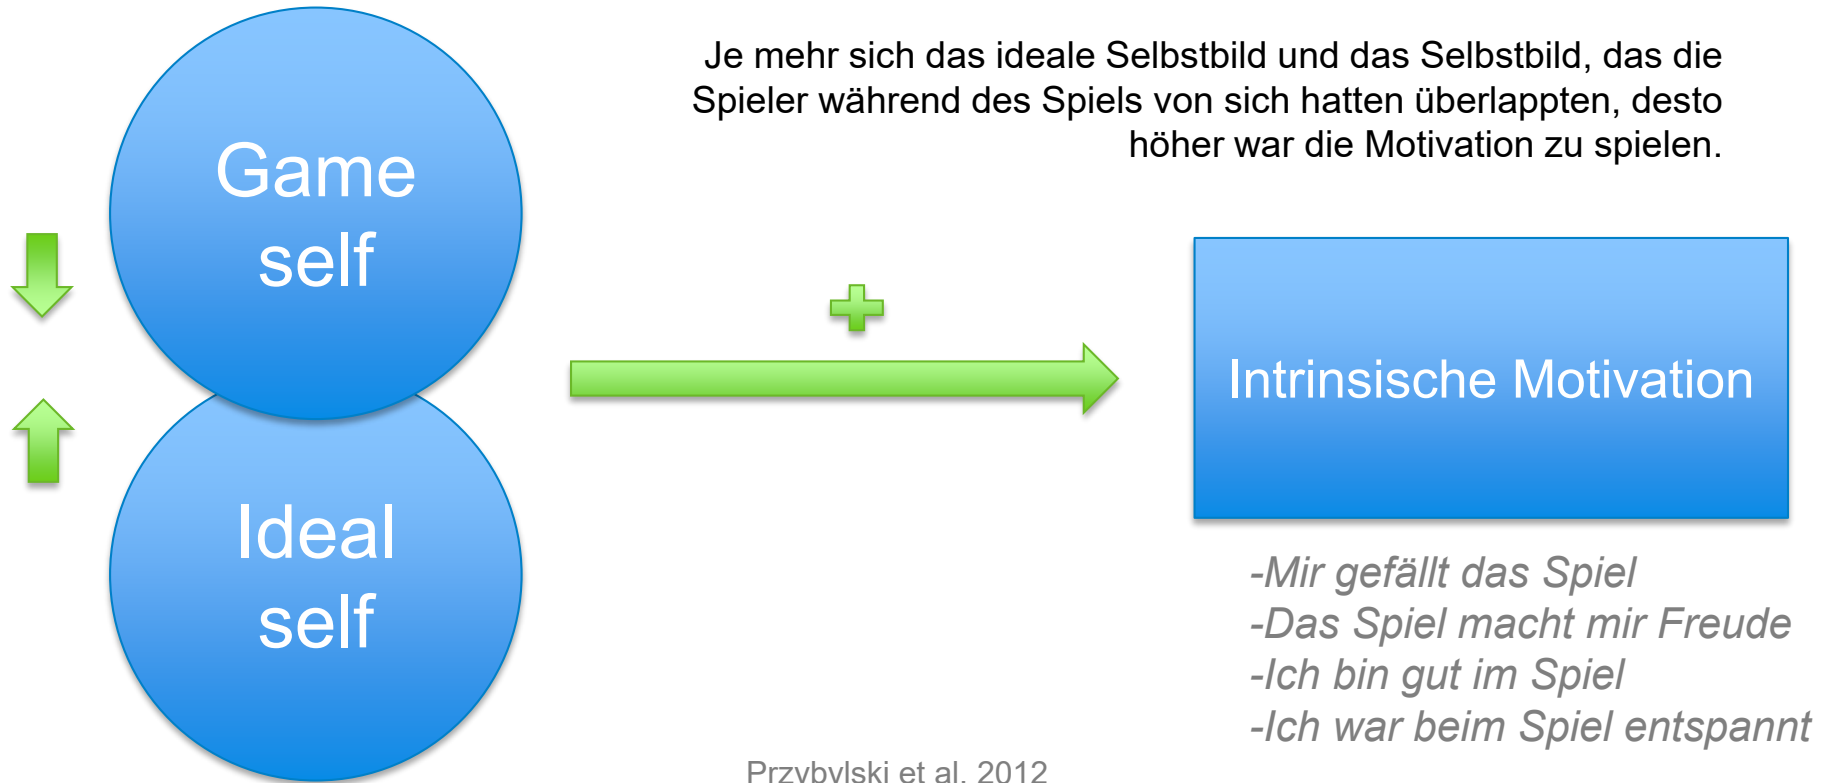 Je mehr sich das ideale Selbstbild und das Selbstbild, das die
Spieler während des Spiels von sich hatten überlappten, desto
höher war die Motivation zu spielen.
Game
self
Ideal
self
Intrinsische Motivation
-Mir gefällt das Spiel
-Das Spiel macht mir Freude
-Ich bin gut im Spiel
-Ich war beim Spiel entspannt
Przybylski et al. 2012